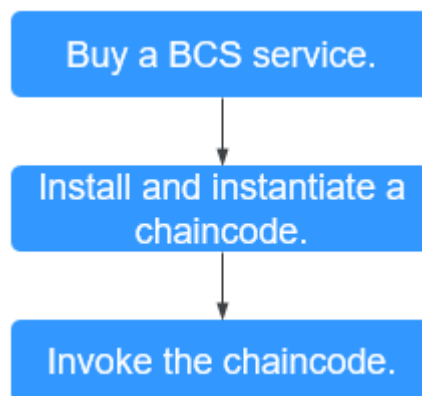 Buy a BCS service.
Install and instantiate a
chaincode.
Invoke the chaincode.